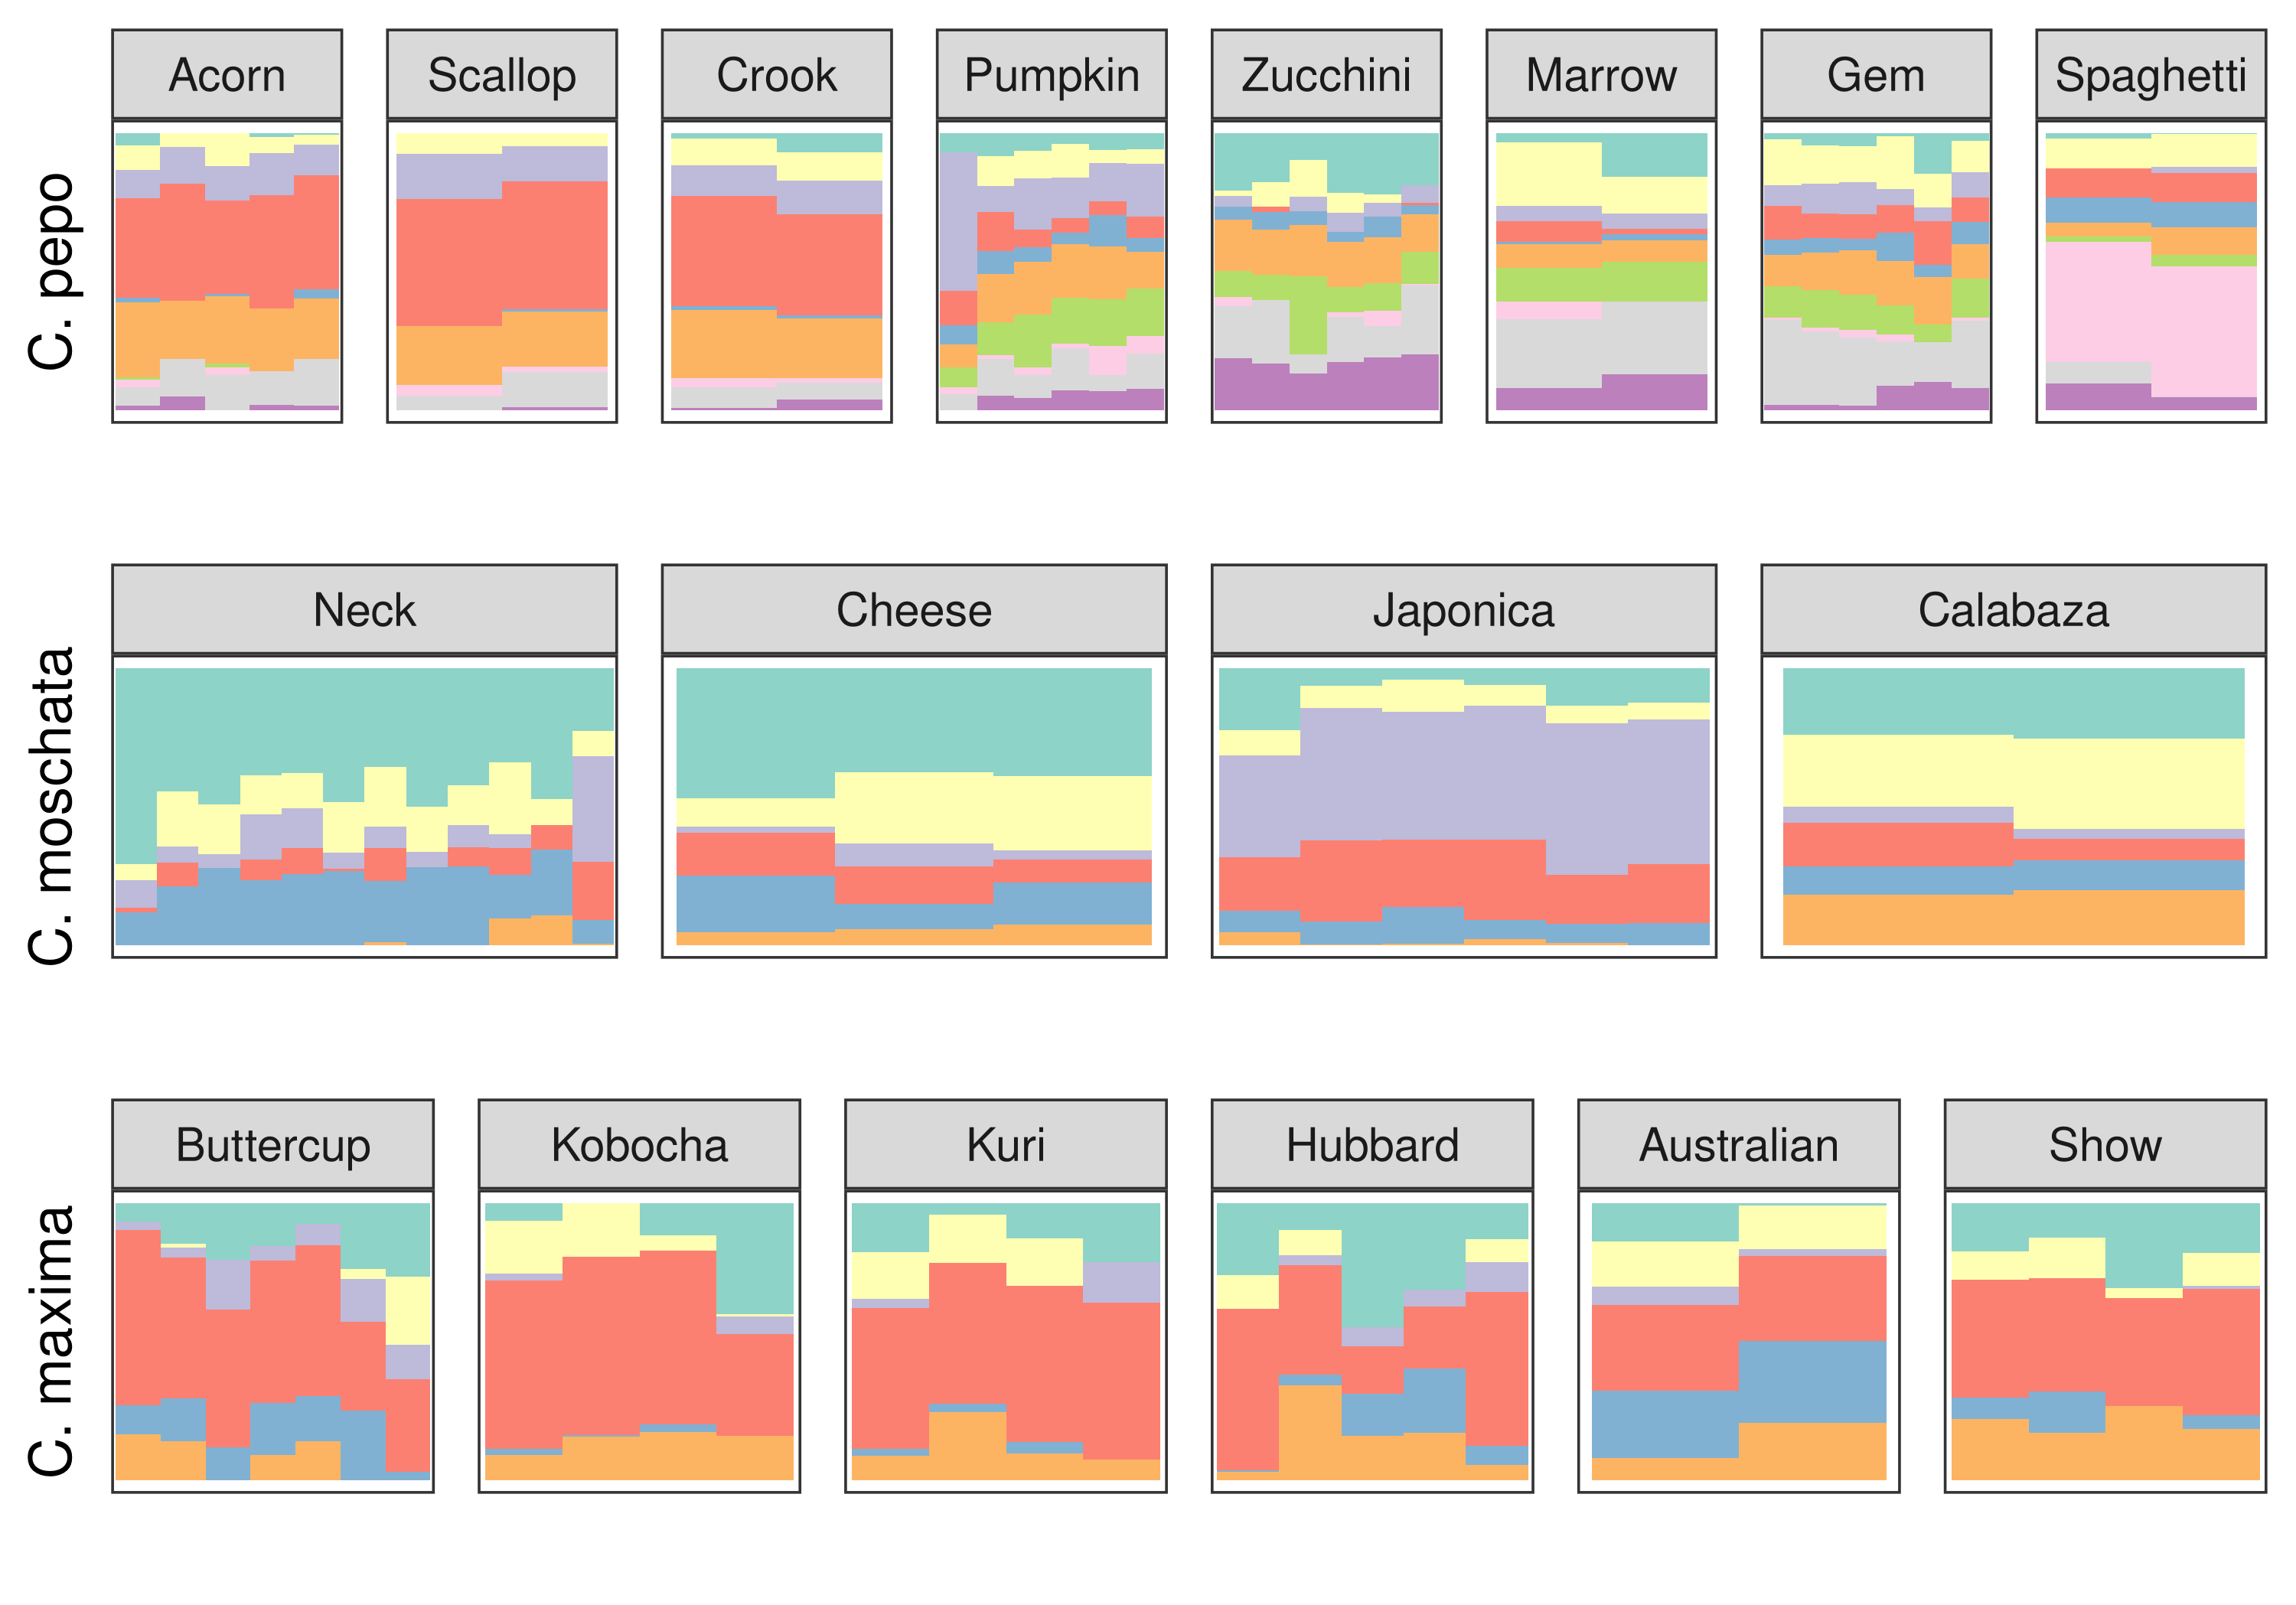 C. pepo
Acorn
Scallop
Crook
Pumpkin
Zucchini
Marrow
Gem
Spaghetti
C. moschata
Neck
Cheese
Japonica
Calabaza
C. maxima
Buttercup
Kobocha
Kuri
Hubbard
Australian
Show